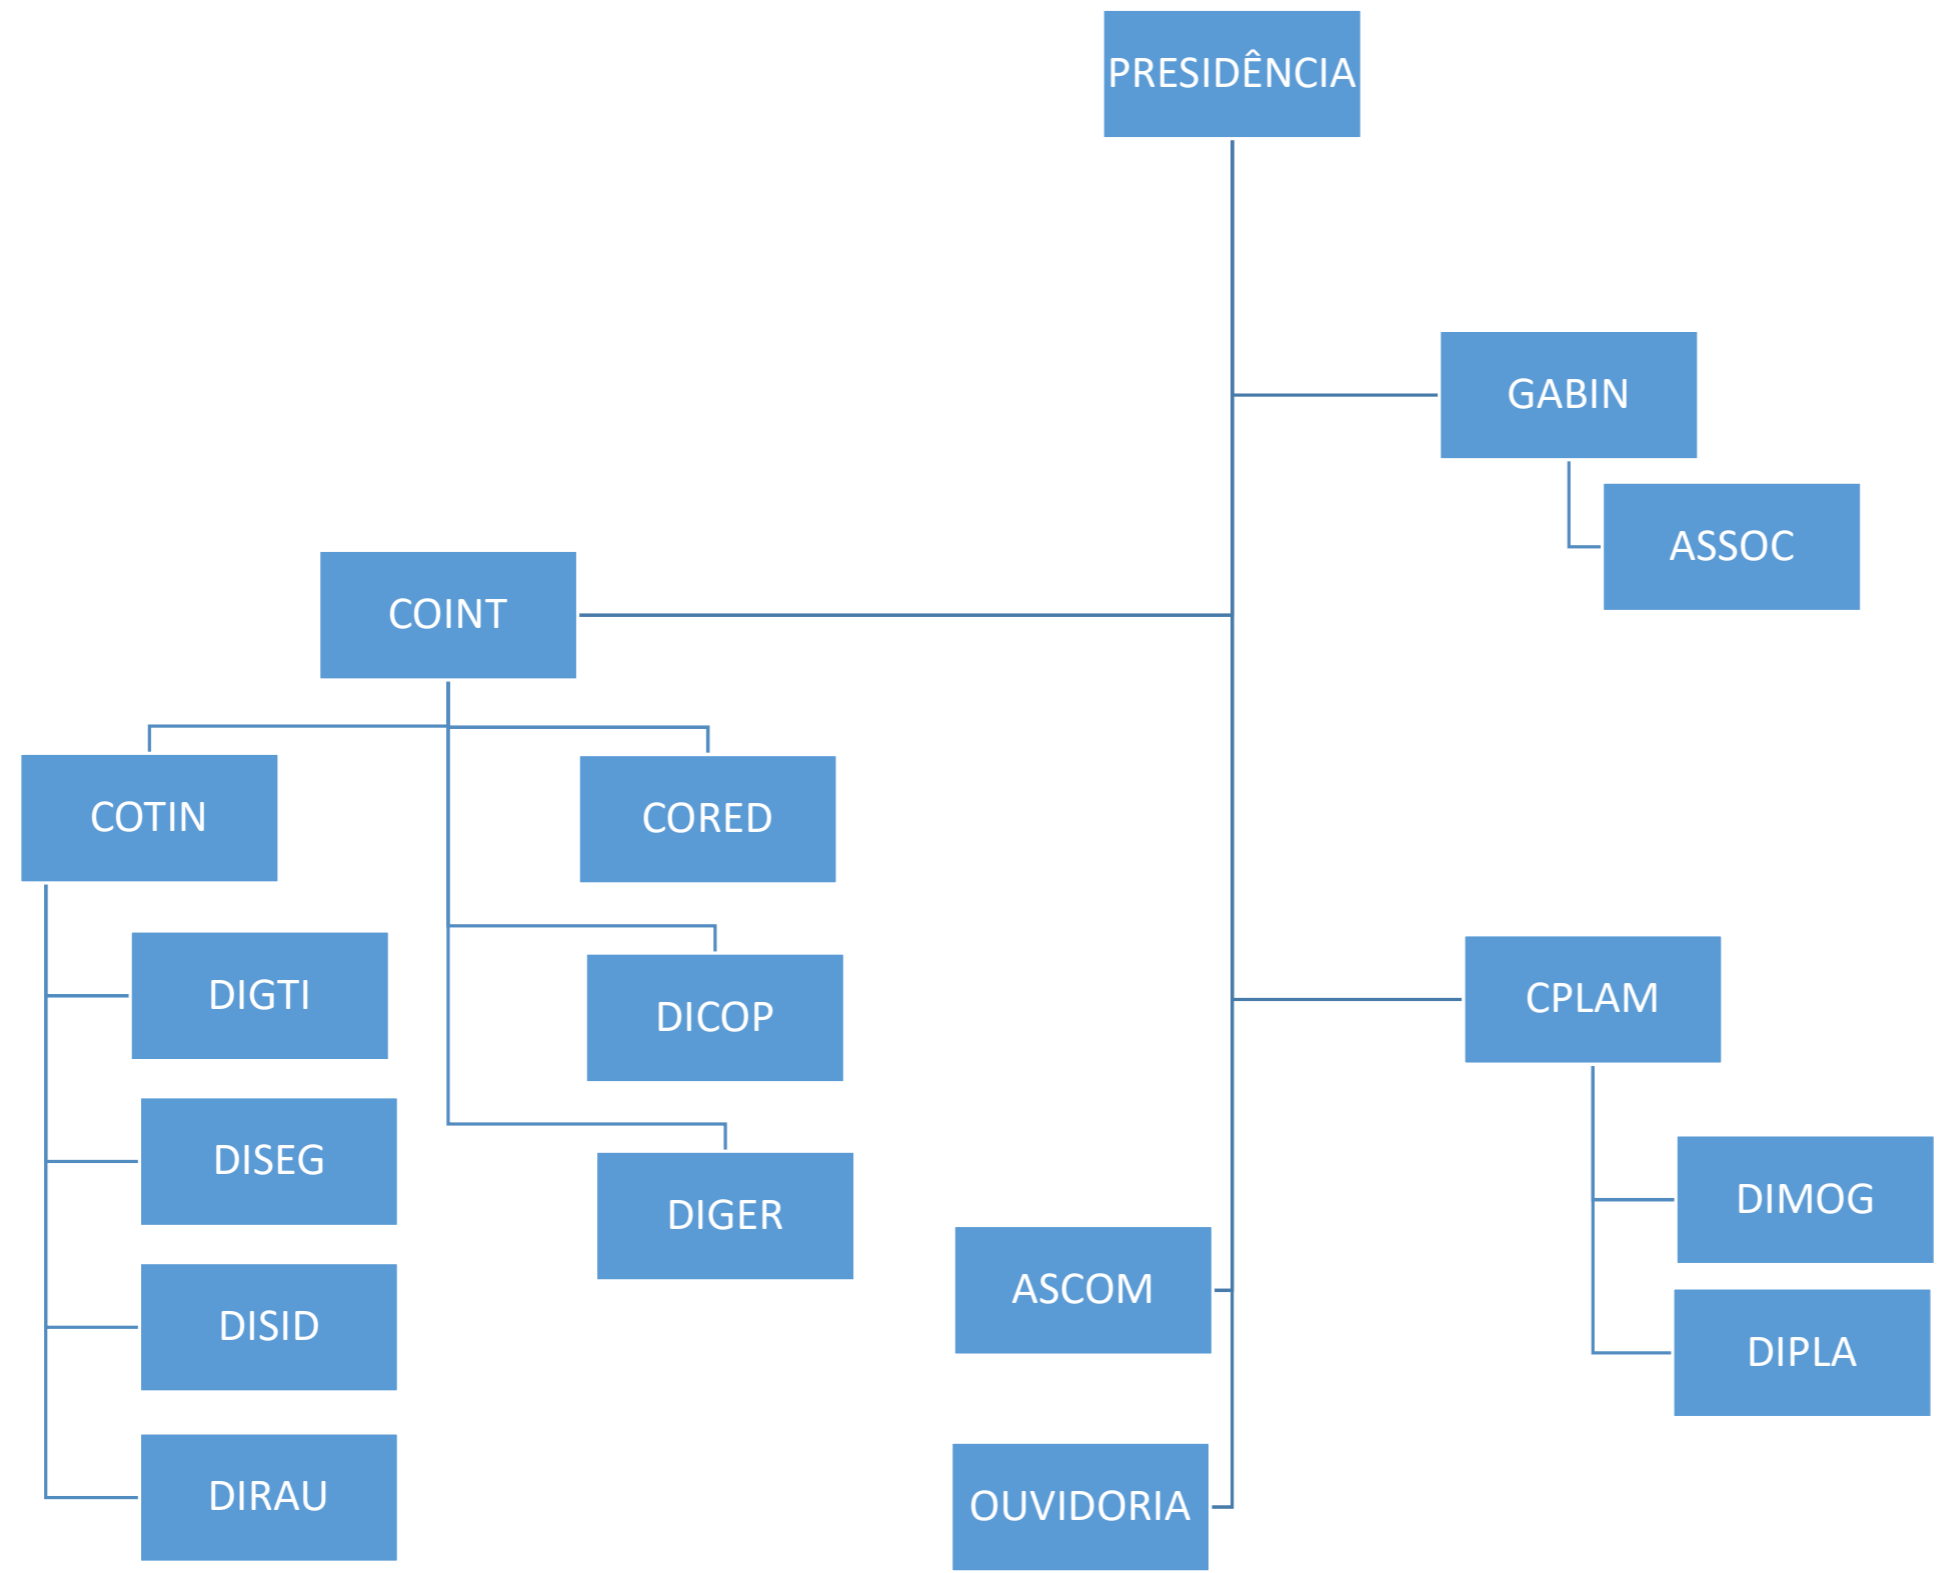 PRESIDÊNCIA
GABIN
ASSOC
COINT
COTIN
CORED
DIGTI
DICOP
CPLAM
DISEG
DIGER
DIMOG
ASCOM
DISID
DIPLA
DIRAU
OUVIDORIA